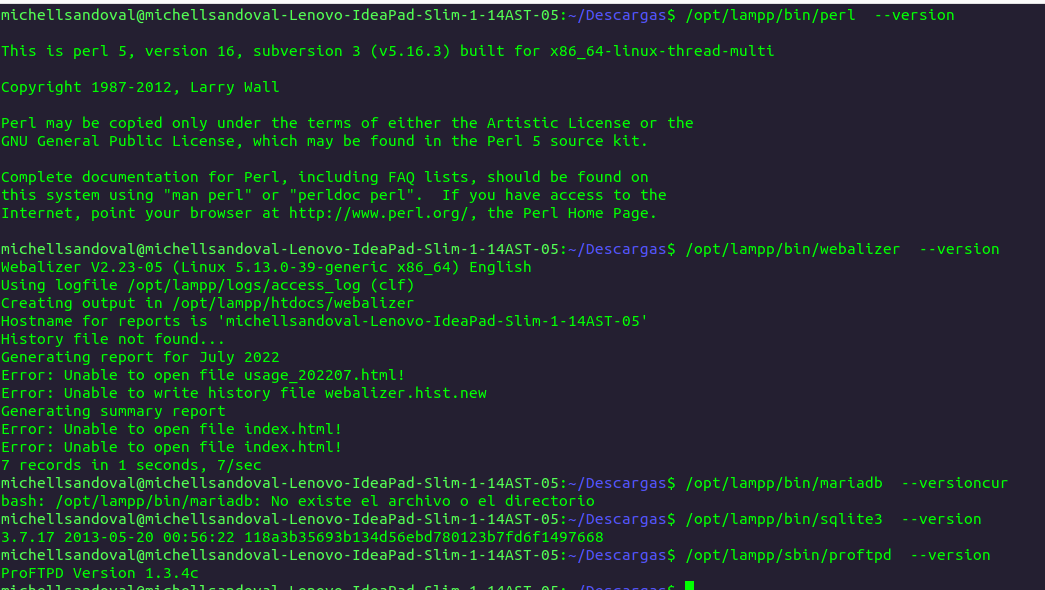 michellsandoval@michellsandoval-Lenovo-IdeaPad-Slim-1-14AST-05:~/Descargas$ /opt/lampp/bin/perl  --version
This is perl 5, version 16, subversion 3 (v5.16.3) built for x86_64-linux-thread-multi
Copyright 1987-2012, Larry Wall
Perl may be copied only under the terms of either the Artistic License or the
GNU General Public License, which may be found in the Perl 5 source kit.
Complete documentation for Perl, including FAQ lists, should be found on
this system using "man perl" or "perldoc perl".  If you have access to the
Internet, point your browser at http://www.perl.org/, the Perl Home Page.
michellsandoval@michellsandoval-Lenovo-IdeaPad-Slim-1-14AST-05:~/Descargas$ /opt/lampp/bin/webalizer  --version
Webalizer V2.23-05 (Linux 5.13.0-39-generic x86_64) English
Using logfile /opt/lampp/logs/access_log (clf)
Creating output in /opt/lampp/htdocs/webalizer
Hostname for reports is 'michellsandoval-Lenovo-IdeaPad-Slim-1-14AST-05'
History file not found...
Generating report for July 2022
Error: Unable to open file usage_202207.html!
Error: Unable to write history file webalizer.hist.new
Generating summary report
Error: Unable to open file index.html!
Error: Unable to open file index.html!
7 records in 1 seconds, 7/sec
michellsandoval@michellsandoval-Lenovo-IdeaPad-Slim-1-14AST-05:~/Descargas$ /opt/lampp/bin/mariadb  --versioncur
bash: /opt/lampp/bin/mariadb: No existe el archivo o el directorio
michellsandoval@michellsandoval-Lenovo-IdeaPad-Slim-1-14AST-05:~/Descargas$ /opt/lampp/bin/sqlite3  --version
3.7.17 2013-05-20 00:56:22 118a3b35693b134d56ebd780123b7fd6f1497668
michellsandoval@michellsandoval-Lenovo-IdeaPad-Slim-1-14AST-05:~/Descargas$ /opt/lampp/sbin/proftpd  --version
ProFTPD Version 1.3.4c
michellsandoval@michellsandoval-Lenovo-IdeaPad-Slim-1-14AST-05:~/Descargas$